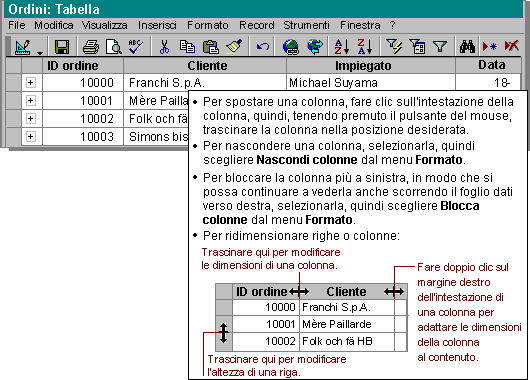 Ordini: Tabella
File Modifica Visualizza Inserisci Formato Record Strumenti Finestra ?
ID ordine Cliente Impiegato Data
10000 Franchi S.p.A. Michael Suyama 18-
10001 Mère Pailla
10002 Folk och fä
10003 Simons bis
• Per spostare una colonna, fare clic sull'intestazione della
colonna, quindi, tenendo premuto il pulsante del mouse,
trascinare la colonna nella posizione desiderata.
• Per nascondere una colonna, selezionarla, quindi
scegliere Nascondi colonne dal menu Formato.
• Per bloccare la colonna più a sinistra, in modo che si
possa continuare a vederla anche scorrendo il foglio dati
verso destra, selezionarla, quindi scegliere Blocca
colonne dal menu Formato.
• Per ridimensionare righe o colonne:
Trascinare qui per modificare
le dimensioni di una colonna.
ID ordine Cliente
10000 Franchi S.p.A.
10001 Mère Paillarde
10002 Folk och fä HB
Trascinare qui per modificare
l'altezza di una riga.
Fare doppio clic sul
margine destro
dell'intestazione di
una colonna per
adattare le dimensioni
della colonna
al contenuto.